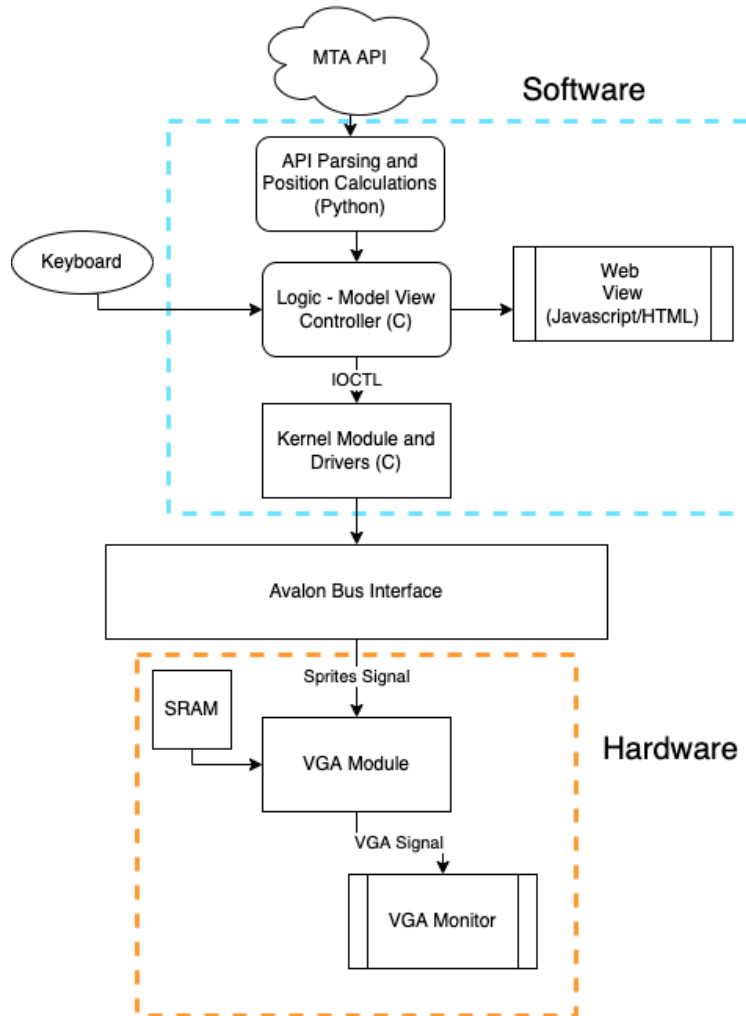 MTA API
Software
API Parsing and
Position Calculations
(Python)
Keyboard
Logic - Model View
Controller (C)
Web
View
(Javascript/HTML)
IOCTL
Kernel Module and
Drivers (C)
Avalon Bus Interface
Sprites Signal
SRAM
VGA Module
Hardware
VGA Signal
VGA Monitor